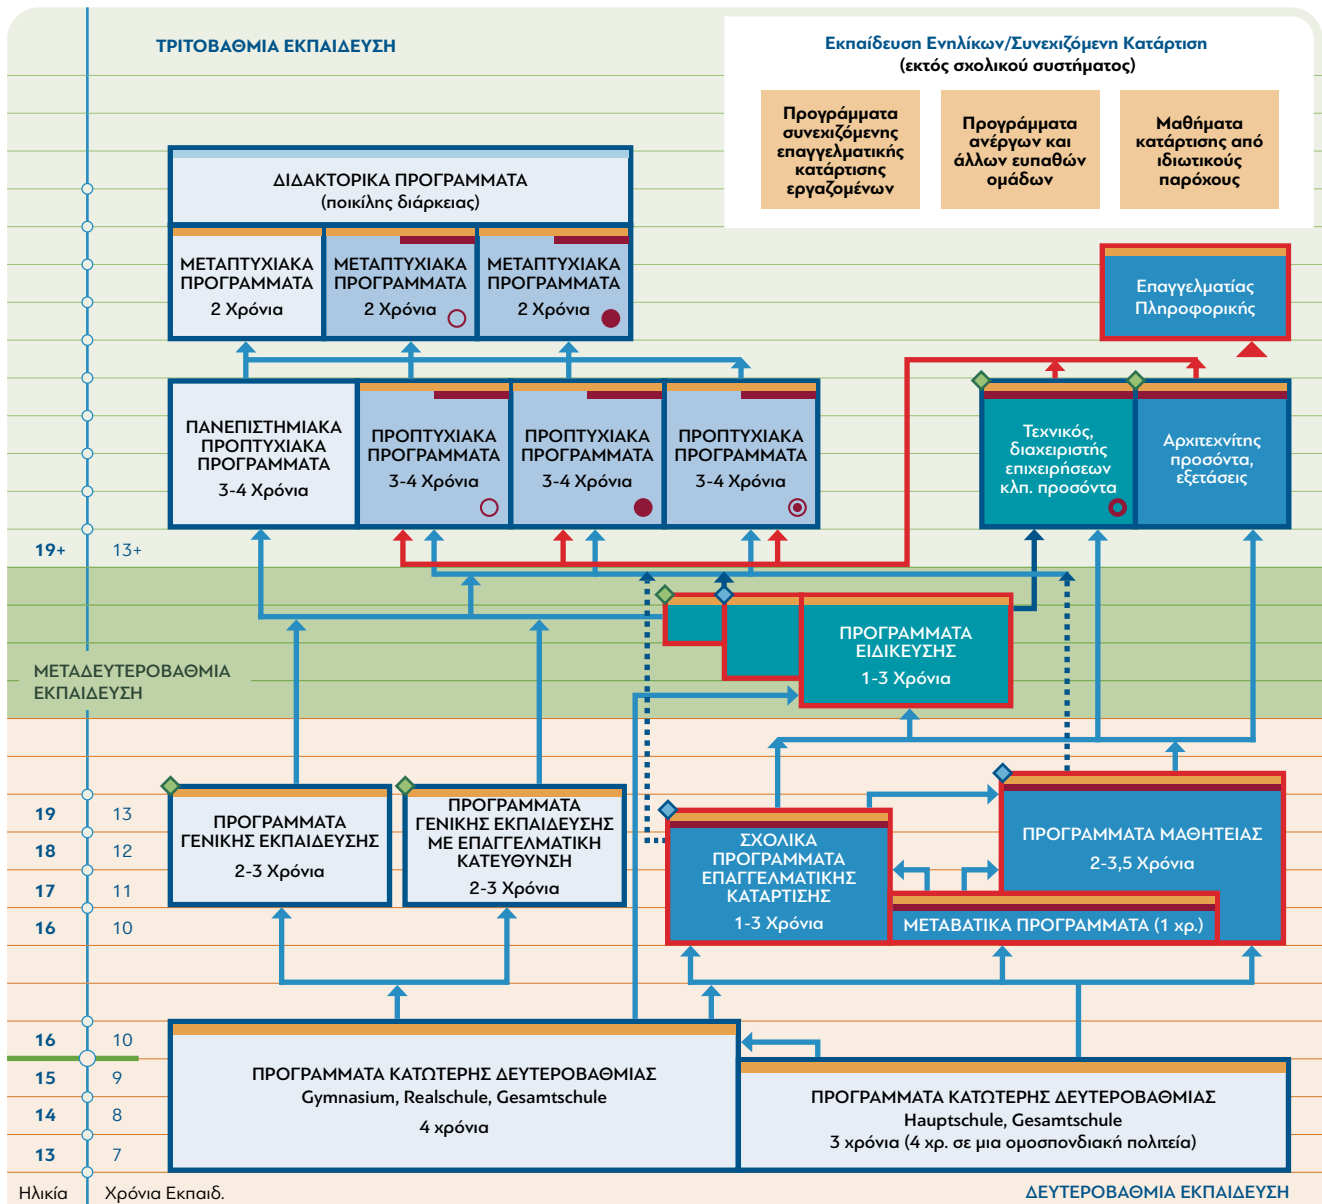 ΤΡΙΤΟΒΑΘΜΙΑ ΕΚΠΑΙΔΕΥΣΗ
Εκπαίδευση Ενηλίκων/Συνεχιζόμενη Κατάρτιση
(εκτός σχολικού συστήματος)
Προγράμματα
συνεχιζόμενης
επαγγελματικής
κατάρτισης
εργαζομένων
Προγράμματα
ανέργων και
άλλων ευπαθών
ομάδων
Μαθήματα
κατάρτισης από
ιδιωτικούς
παρόχους
ΔΙΔΑΚΤΟΡΙΚΑ ΠΡΟΓΡΑΜΜΑΤΑ
(ποικίλης διάρκειας)
ΜΕΤΑΠΤΥΧΙΑΚΑ
ΠΡΟΓΡΑΜΜΑΤΑ
2 Χρόνια
ΜΕΤΑΠΤΥΧΙΑΚΑ
ΠΡΟΓΡΑΜΜΑΤΑ
2 Χρόνια
ΜΕΤΑΠΤΥΧΙΑΚΑ
ΠΡΟΓΡΑΜΜΑΤΑ
2 Χρόνια
Επαγγελματίας
Πληροφορικής
ΠΑΝΕΠΙΣΤΗΜΙΑΚΑ
ΠΡΟΠΤΥΧΙΑΚΑ
ΠΡΟΓΡΑΜΜΑΤΑ
3-4 Χρόνια
ΠΡΟΠΤΥΧΙΑΚΑ
ΠΡΟΓΡΑΜΜΑΤΑ
3-4 Χρόνια
ΠΡΟΠΤΥΧΙΑΚΑ
ΠΡΟΓΡΑΜΜΑΤΑ
3-4 Χρόνια
ΠΡΟΠΤΥΧΙΑΚΑ
ΠΡΟΓΡΑΜΜΑΤΑ
3-4 Χρόνια
Τεχνικός,
διαχειριστής
επιχειρήσεων
κλπ. προσόντα
Αρχιτεχνίτης
προσόντα,
εξετάσεις
19+ 13+
ΜΕΤΑΔΕΥΤΕΡΟΒΑΘΜΙΑ
ΕΚΠΑΙΔΕΥΣΗ
ΠΡΟΓΡΑΜΜΑΤΑ
ΕΙΔΙΚΕΥΣΗΣ
1-3 Χρόνια
19 13
18 12
17 11
16 10
ΠΡΟΓΡΑΜΜΑΤΑ
ΓΕΝΙΚΗΣ ΕΚΠΑΙΔΕΥΣΗΣ
2-3 Χρόνια
ΠΡΟΓΡΑΜΜΑΤΑ
ΓΕΝΙΚΗΣ ΕΚΠΑΙΔΕΥΣΗΣ
ΜΕ ΕΠΑΓΓΕΛΜΑΤΙΚΗ
ΚΑΤΕΥΘΥΝΣΗ
2-3 Χρόνια
ΣΧΟΛΙΚΑ
ΠΡΟΓΡΑΜΜΑΤΑ
ΕΠΑΓΓΕΛΜΑΤΙΚΗΣ
ΚΑΤΑΡΤΙΣΗΣ
1-3 Χρόνια
ΠΡΟΓΡΑΜΜΑΤΑ ΜΑΘΗΤΕΙΑΣ
2-3,5 Χρόνια
ΜΕΤΑΒΑΤΙΚΑ ΠΡΟΓΡΑΜΜΑΤΑ (1 χρ.)
16 10
15 9
14 8
13 7
ΠΡΟΓΡΑΜΜΑΤΑ ΚΑΤΩΤΕΡΗΣ ΔΕΥΤΕΡΟΒΑΘΜΙΑΣ
Gymnasium, Realschule, Gesamtschule
4 χρόνια
ΠΡΟΓΡΑΜΜΑΤΑ ΚΑΤΩΤΕΡΗΣ ΔΕΥΤΕΡΟΒΑΘΜΙΑΣ
Hauptschule, Gesamtschule
3 χρόνια (4 χρ. σε μια ομοσπονδιακή πολιτεία)
Ηλικία Χρόνια Εκπαιδ.
ΔΕΥΤΕΡΟΒΑΘΜΙΑ ΕΚΠΑΙΔΕΥΣΗ